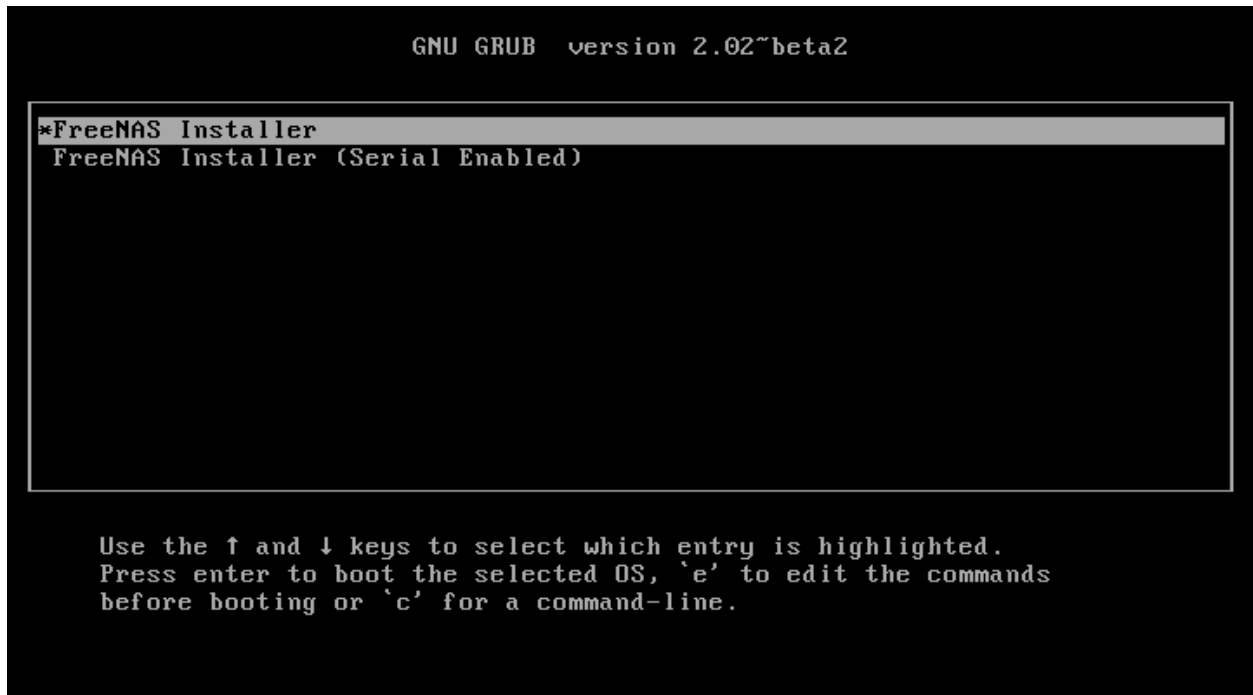 GNU GRUB  version 2.02~beta2
*FreeNAS Installer
FreeNAS Installer (Serial Enabled)
Use the ↑ and ↓ keys to select which entry is highlighted.
Press enter to boot the selected OS, `e' to edit the commands
before booting or `c' for a command-line.